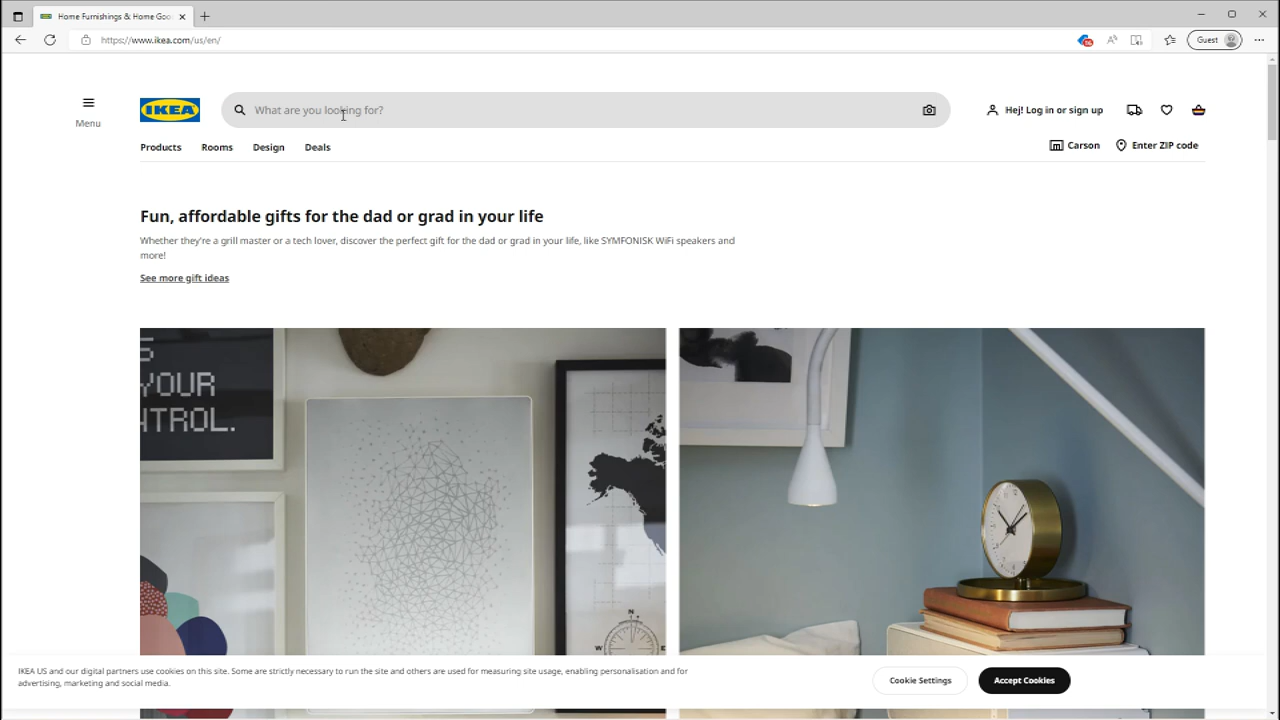 Home Furnishings & Home Goo
https://www.ikea.com/us/en/
Guest
Menu
IKEA
What are you looking for?
Hej! Log in or sign up
Products
Rooms
Design
Deals
Carson
Enter ZIP code
Fun, affordable gifts for the dad or grad in your life
Whether they're a grill master or a tech lover, discover the perfect gift for the dad or grad in your life, like SYMFONISK WiFi speakers and
more!
See more gift ideas
YOUR
NTROL.
N
W
E
IKEA US and our digital partners use cookies on this site. Some are strictly necessary to run the site and others are used for measuring site usage, enabling personalisation and for
advertising, marketing and social media.
Cookie Settings
Accept Cookies